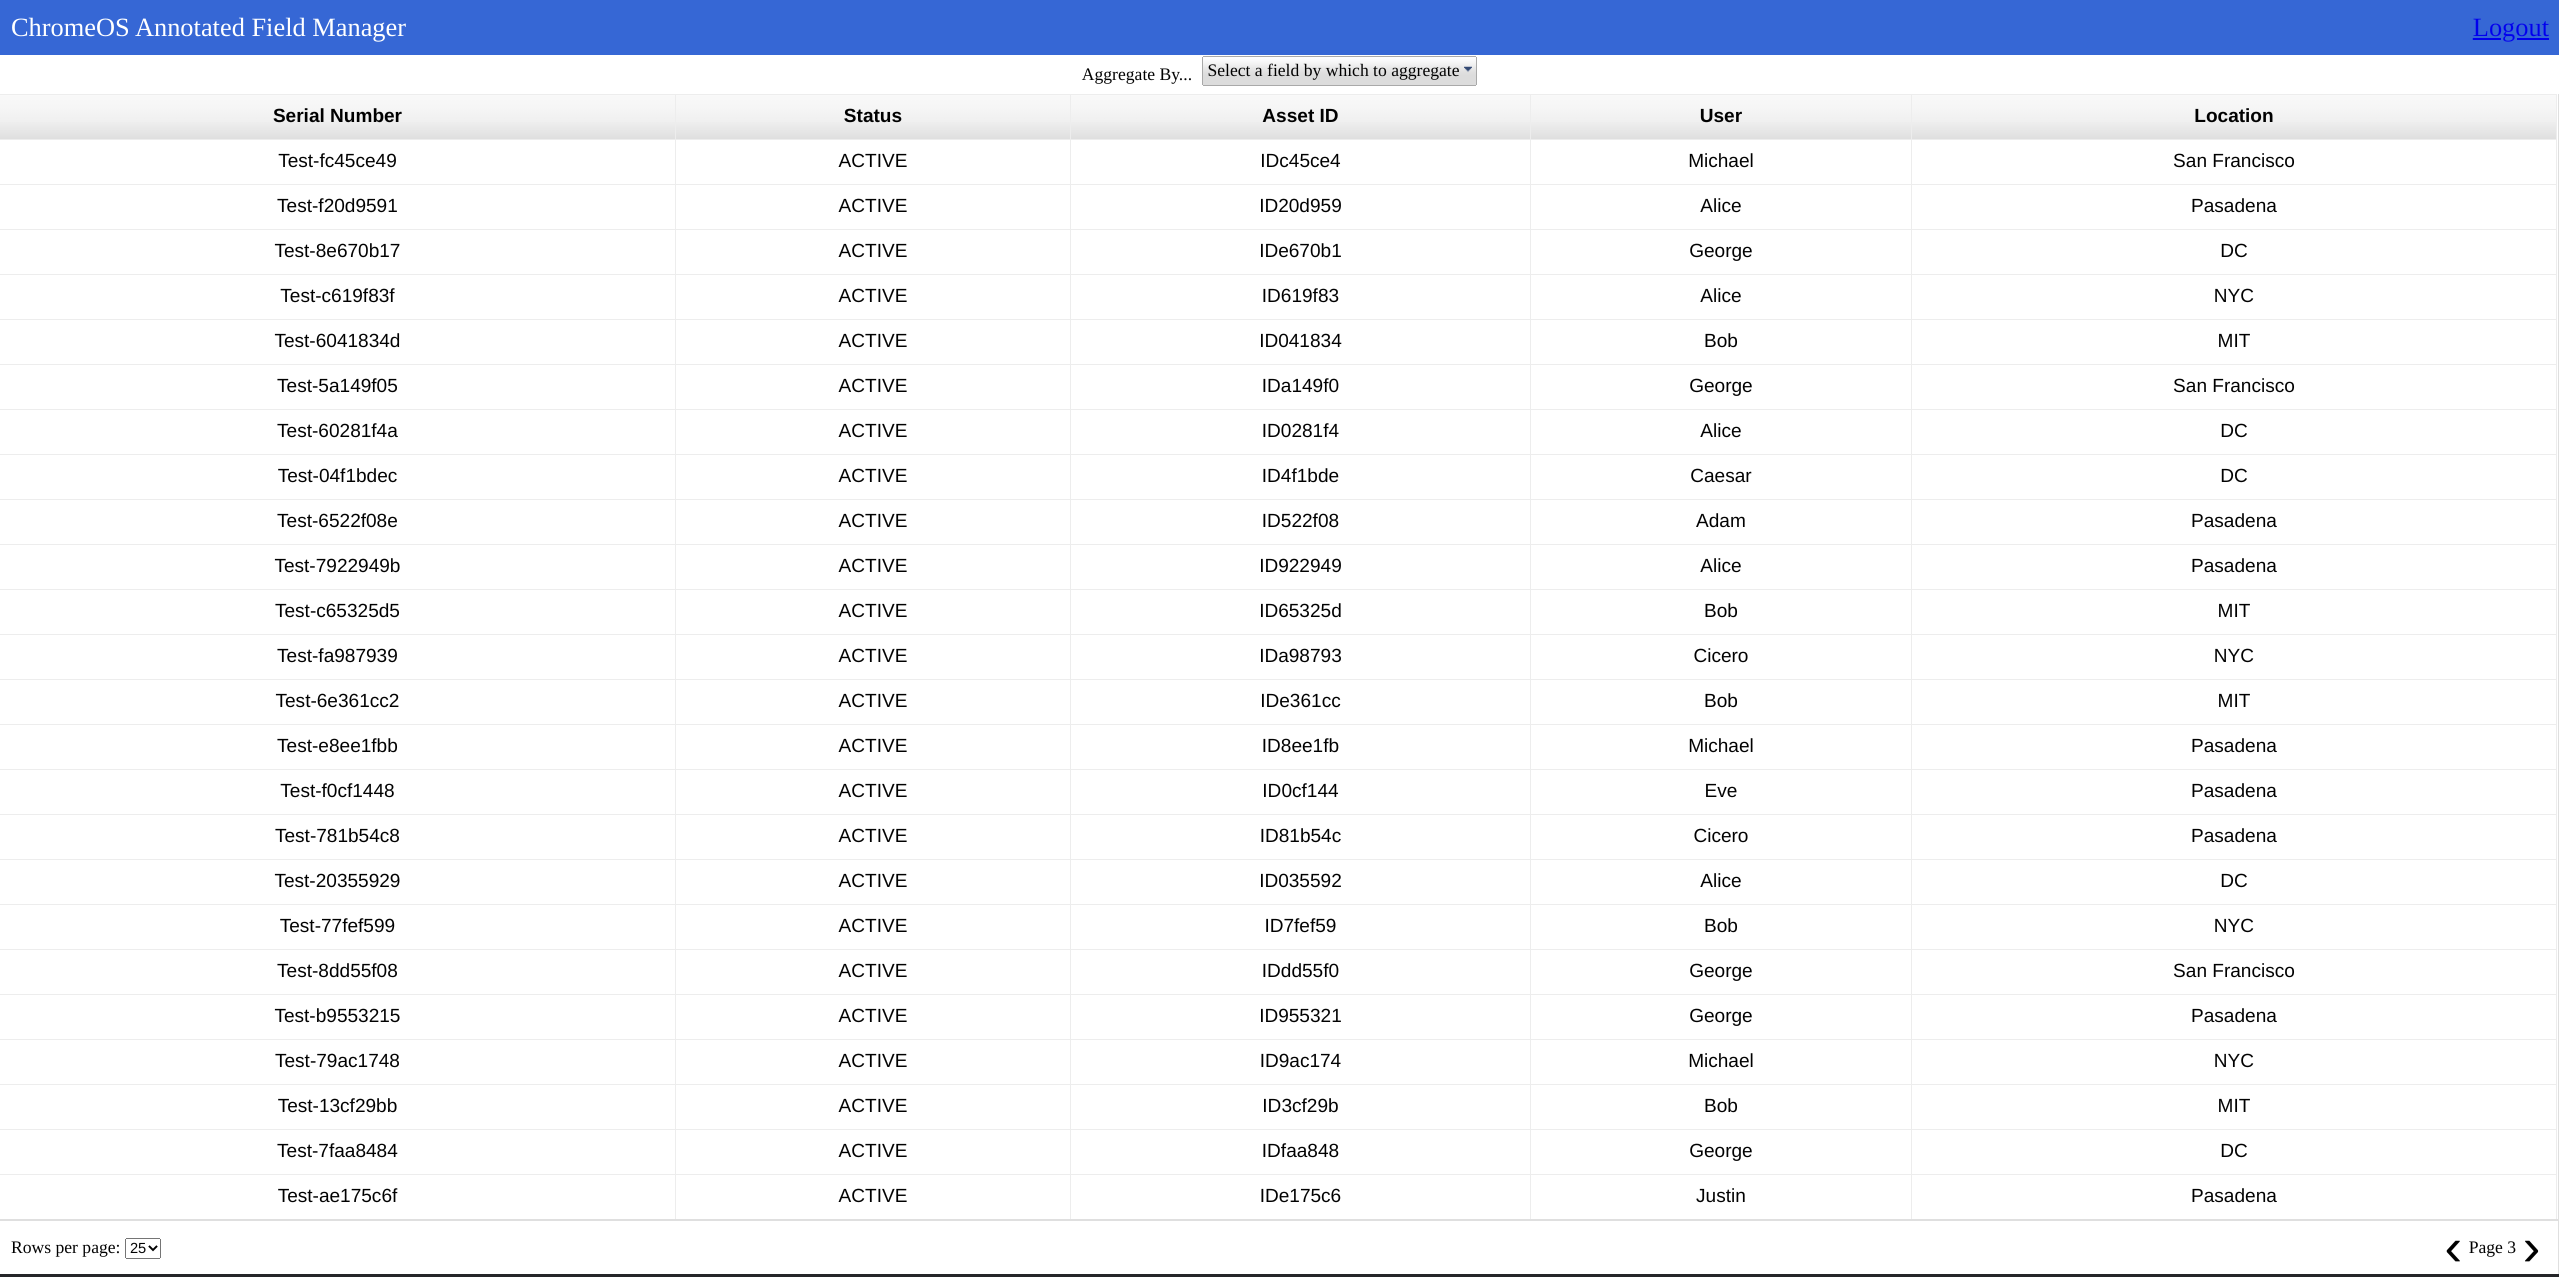 ChromeOS Annotated Field Manager Logout
Aggregate By... Select a field by which to aggregate
Serial Number Status Asset ID User Location
Test-fc45ce49 ACTIVE IDc45ce4 Michael San Francisco
Test-f20d9591 ACTIVE ID20d959 Alice Pasadena
Test-8e670b17 ACTIVE IDe670b1 George DC
Test-c619f83f ACTIVE ID619f83 Alice NYC
Test-6041834d ACTIVE ID041834 Bob MIT
Test-5a149f05 ACTIVE IDa149f0 George San Francisco
Test-60281f4a ACTIVE ID0281f4 Alice DC
Test-04f1bdec ACTIVE ID4f1bde Caesar DC
Test-6522f08e ACTIVE ID522f08 Adam Pasadena
Test-7922949b ACTIVE ID922949 Alice Pasadena
Test-c65325d5 ACTIVE ID65325d Bob MIT
Test-fa987939 ACTIVE IDa98793 Cicero NYC
Test-6e361cc2 ACTIVE IDe361cc Bob MIT
Test-e8ee1fbb ACTIVE ID8ee1fb Michael Pasadena
Test-f0cf1448 ACTIVE ID0cf144 Eve Pasadena
Test-781b54c8 ACTIVE ID81b54c Cicero Pasadena
Test-20355929 ACTIVE ID035592 Alice DC
Test-77fef599 ACTIVE ID7fef59 Bob NYC
Test-8dd55f08 ACTIVE IDdd55f0 George San Francisco
Test-b9553215 ACTIVE ID955321 George Pasadena
Test-79ac1748 ACTIVE ID9ac174 Michael NYC
Test-13cf29bb ACTIVE ID3cf29b Bob MIT
Test-7faa8484 ACTIVE IDfaa848 George DC
Test-ae175c6f ACTIVE IDe175c6 Justin Pasadena
Rows per page: 25 ❮ Page 3 ❯